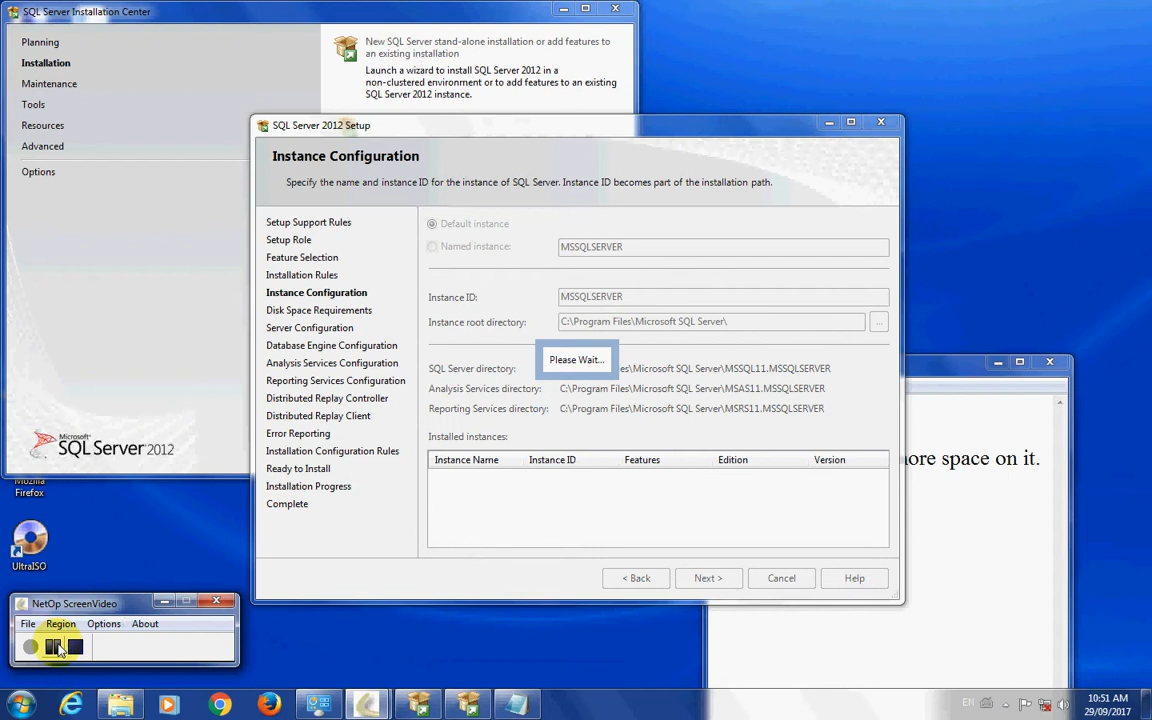 SQL Server Installation Center
Planning
Installation
Maintenance
Tools
Resources
Advanced
Options
New SQL Server stand-alone installation or add features to
an existing installation
Launch a wizard to install SQL Server 2012 in a
non-clustered environment or to add features to an existing
SQL Server 2012 instance.
Microsoft
SQL Server 2012
SQL Server 2012 Setup
Instance Configuration
Specify the name and instance ID for the instance of SQL Server. Instance ID becomes part of the installation path.
Setup Support Rules
Setup Role
Feature Selection
Installation Rules
Instance Configuration
Disk Space Requirements
Server Configuration
Database Engine Configuration
Analysis Services Configuration
Reporting Services Configuration
Distributed Replay Controller
Distributed Replay Client
Error Reporting
Installation Configuration Rules
Ready to Install
Installation Progress
Complete
Default instance
Named instance: MSSQLSERVER
Instance ID: MSSQLSERVER
Instance root directory: C:\Program Files\Microsoft SQL Server\ ...
Please Wait...
SQL Server directory: es\Microsoft SQL Server\MSSQL11.MSSQLSERVER
Analysis Services directory: C:\Program Files\Microsoft SQL Server\MSAS11.MSSQLSERVER
Reporting Services directory: C:\Program Files\Microsoft SQL Server\MSRS11.MSSQLSERVER
Installed instances:
Instance Name Instance ID Features Edition Version
< Back Next > Cancel Help
ore space on it.
Mozilla
Firefox
UltraISO
NetOp ScreenVideo
File Region Options About
EN
10:51 AM
29/09/2017